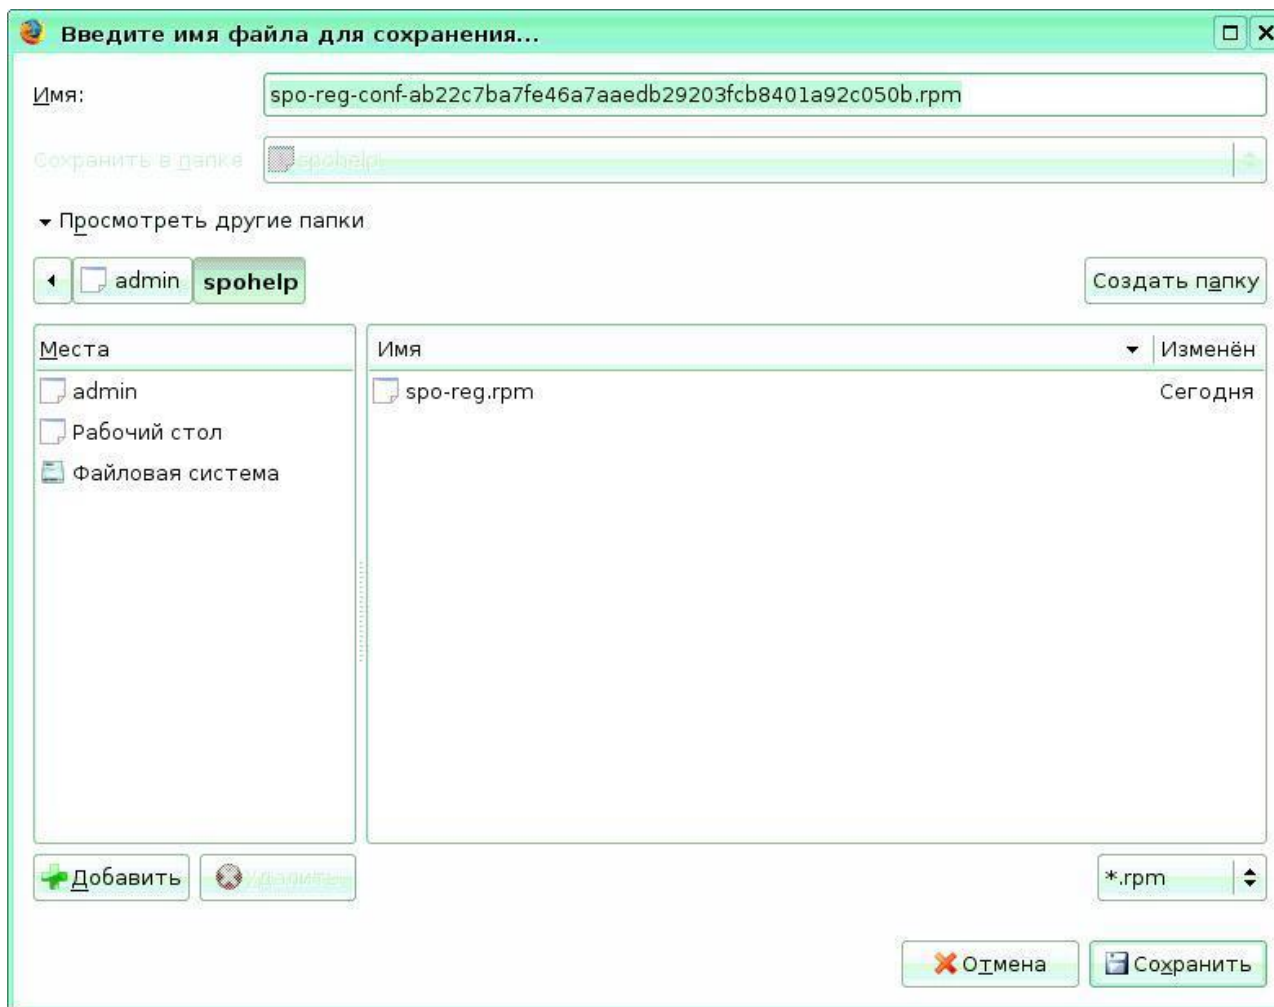 Введите имя файла для сохранения...
Имя: spo-reg-conf-ab22c7ba7fe46a7aaedb29203fcb8401a92c050b.rpm
Сохранить в папке spohelp
Просмотреть другие папки
admin spohelp Создать папку
Места Имя Изменён
admin spo-reg.rpm Сегодня
Рабочий стол
Файловая система
Добавить Удалить *.rpm
Отмена Сохранить